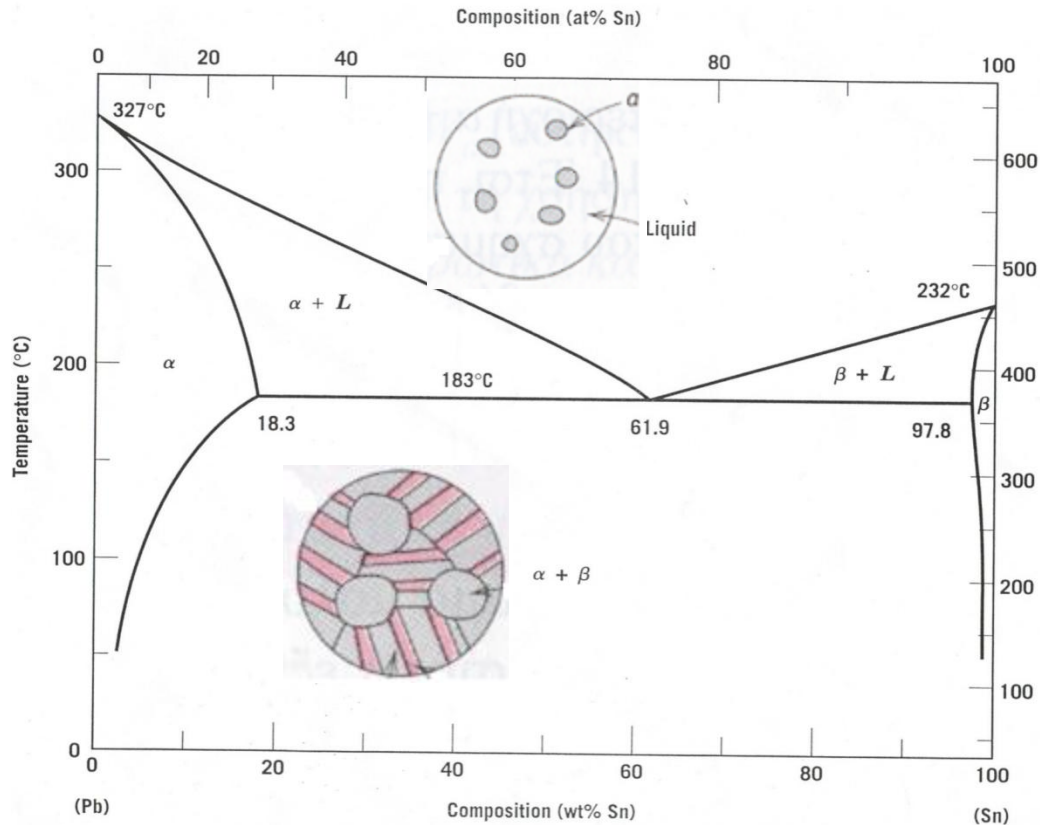 Composition (at% Sn)
0 20 40 60 80 100
327°C
α
300
600
Liquid
500
232°C
α + L
Temperature (°C)
α
200
183°C
β + L
400
β
18.3
61.9
97.8
300
100
α + β
200
100
0
0 20 40 60 80 100
(Pb)
Composition (wt% Sn)
(Sn)